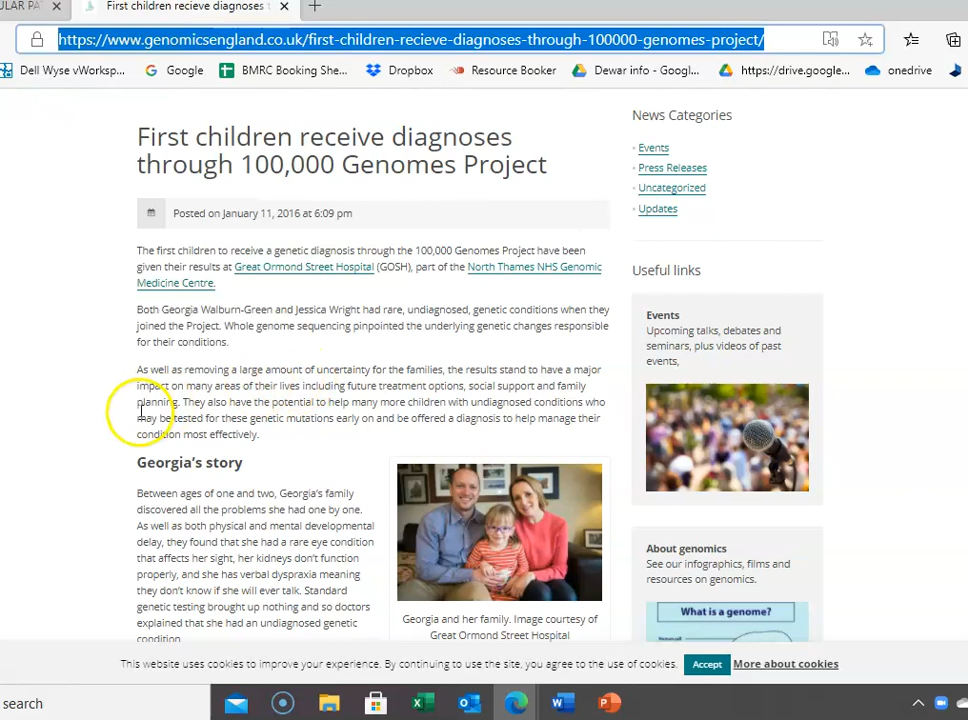 ULAR PA
First children recieve diagnoses
https://www.genomicsengland.co.uk/first-children-recieve-diagnoses-through-100000-genomes-project/
Dell Wyse vWorksp...
Google
BMRC Booking She...
Dropbox
Resource Booker
Dewar info - Googl...
https://drive.google...
onedrive
First children receive diagnoses
through 100,000 Genomes Project
Posted on January 11, 2016 at 6:09 pm
The first children to receive a genetic diagnosis through the 100,000 Genomes Project have been
given their results at Great Ormond Street Hospital (GOSH), part of the North Thames NHS Genomic
Medicine Centre.
Both Georgia Walburn-Green and Jessica Wright had rare, undiagnosed, genetic conditions when they
joined the Project. Whole genome sequencing pinpointed the underlying genetic changes responsible
for their conditions.
As well as removing a large amount of uncertainty for the families, the results stand to have a major
impact on many areas of their lives including future treatment options, social support and family
planning. They also have the potential to help many more children with undiagnosed conditions who
may be tested for these genetic mutations early on and be offered a diagnosis to help manage their
condition most effectively.
Georgia's story
Between ages of one and two, Georgia's family
discovered all the problems she had one by one.
As well as both physical and mental developmental
delay, they found that she had a rare eye condition
that affects her sight, her kidneys don't function
properly, and she has verbal dyspraxia meaning
they don't know if she will ever talk. Standard
genetic testing brought up nothing and so doctors
explained that she had an undiagnosed genetic
condition
Georgia and her family. Image courtesy of
Great Ormond Street Hospital
News Categories
Events
Press Releases
Uncategorized
Updates
Useful links
Events
Upcoming talks, debates and
seminars, plus videos of past
events,
About genomics
See our infographics, films and
resources on genomics.
What is a genome?
This website uses cookies to improve your experience. By continuing to use the site, you agree to the use of cookies.
Accept
More about cookies
search